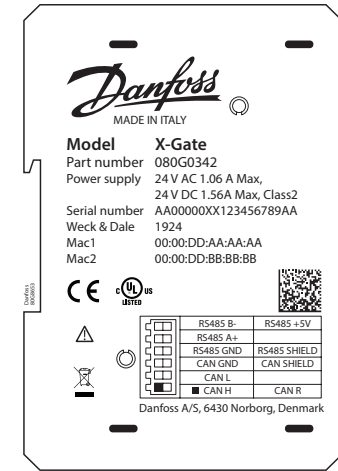 Danfoss
MADE IN ITALY
Model X-Gate
Part number 080G0342
Power supply 24 V AC 1.06 A Max,
24 V DC 1.56A Max, Class2
Serial number AA00000XX123456789AA
Weck & Dale 1924
Mac1 00:00:DD:AA:AA:AA
Mac2 00:00:DD:BB:BB:BB
CE c UL us
LISTED
RS485 B- RS485 +5V
RS485 A+
RS485 GND RS485 SHIELD
CAN GND CAN SHIELD
CAN L
CAN H CAN R
Danfoss A/S, 6430 Norborg, Denmark
Danfoss